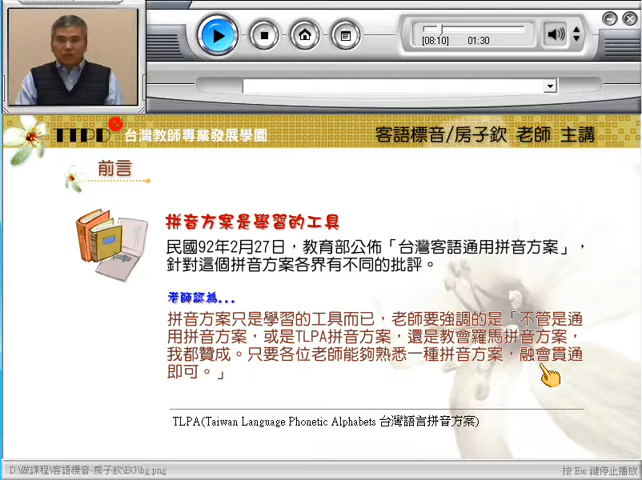 [08:10] 01:30
TTPD 台灣教師專業發展學園 客語標音/房子欽 老師 主講
前言
拼音方案是學習的工具
民國92年2月27日，教育部公佈「台灣客語通用拼音方案」，
針對這個拼音方案各界有不同的批評。
老師認為...
拼音方案只是學習的工具而已，老師要強調的是「不管是通
用拼音方案，或是TLPA拼音方案，還是教會羅馬拼音方案，
我都贊成。只要各位老師能夠熟悉一種拼音方案，融會貫通
即可。」
TLPA(Taiwan Language Phonetic Alphabets 台灣語言拼音方案)
D:\做課程\客語標音-房子欽\BG\bg.png 按 Esc 鍵停止播放